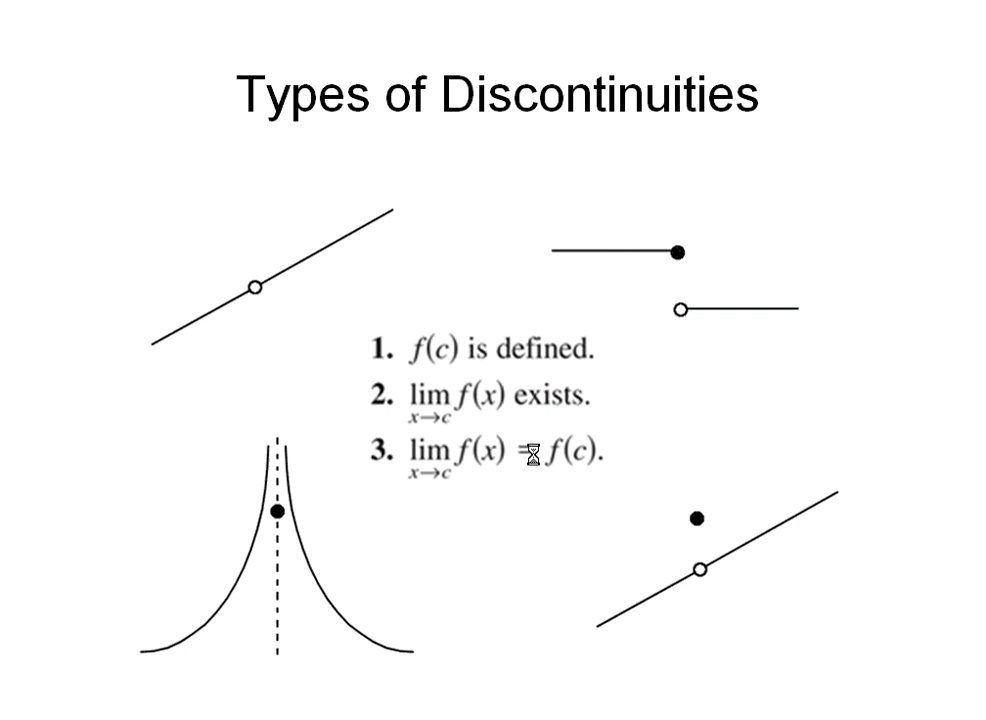 Types of Discontinuities
1. f(c) is defined.
2. lim f(x) exists.
x→c
3. lim f(x) = f(c).
x→c